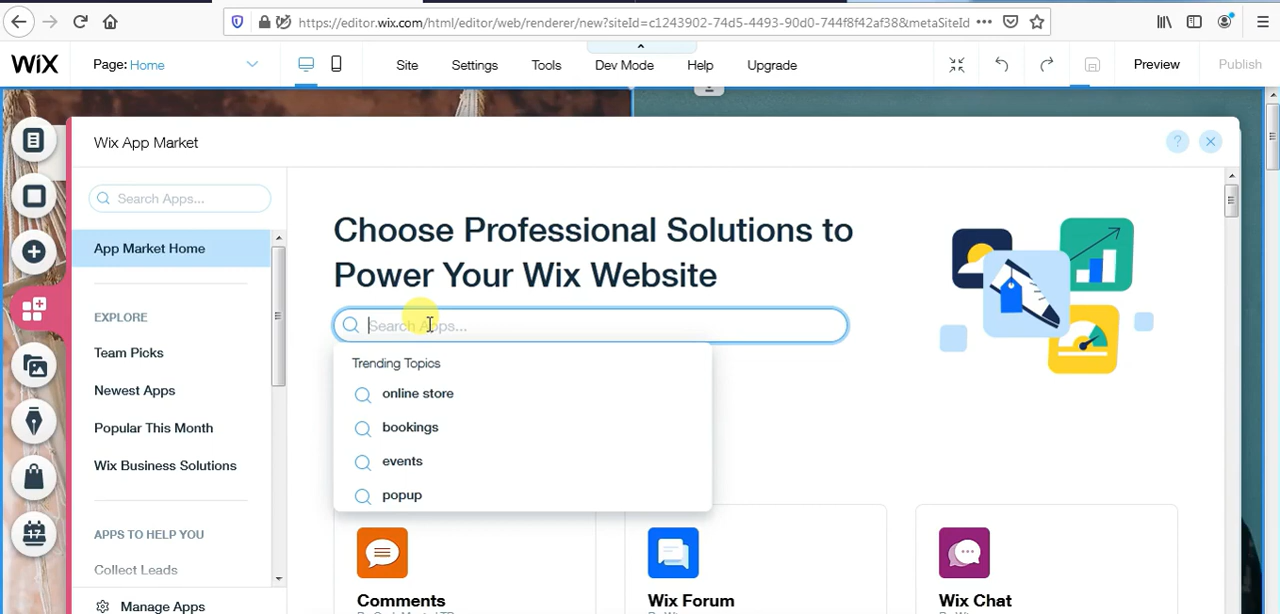 https://editor.wix.com/html/editor/web/renderer/new?siteId=c1243902-74d5-4493-90d0-744f8f42af38&metaSiteId
WiX
Page: Home
Site
Settings
Tools
Dev Mode
Help
Upgrade
Preview
Publish
Wix App Market
?
Search Apps...
App Market Home
EXPLORE
Team Picks
Newest Apps
Popular This Month
Wix Business Solutions
APPS TO HELP YOU
Collect Leads
Manage Apps
Choose Professional Solutions to
Power Your Wix Website
Search Apps...
Trending Topics
online store
bookings
events
popup
Comments
Wix Forum
Wix Chat
17